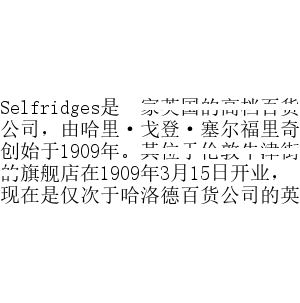 Selfridges是一家英国的高档百货
公司，由哈里·戈登·塞尔福里奇
创始于1909年。其位于伦敦牛津街
的旗舰店在1909年3月15日开业，
现在是仅次于哈洛德百货公司的英